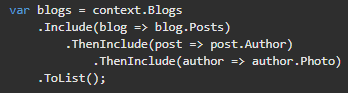 var blogs = context.Blogs
.Include(blog => blog.Posts)
.ThenInclude(post => post.Author)
.ThenInclude(author => author.Photo)
.ToList();